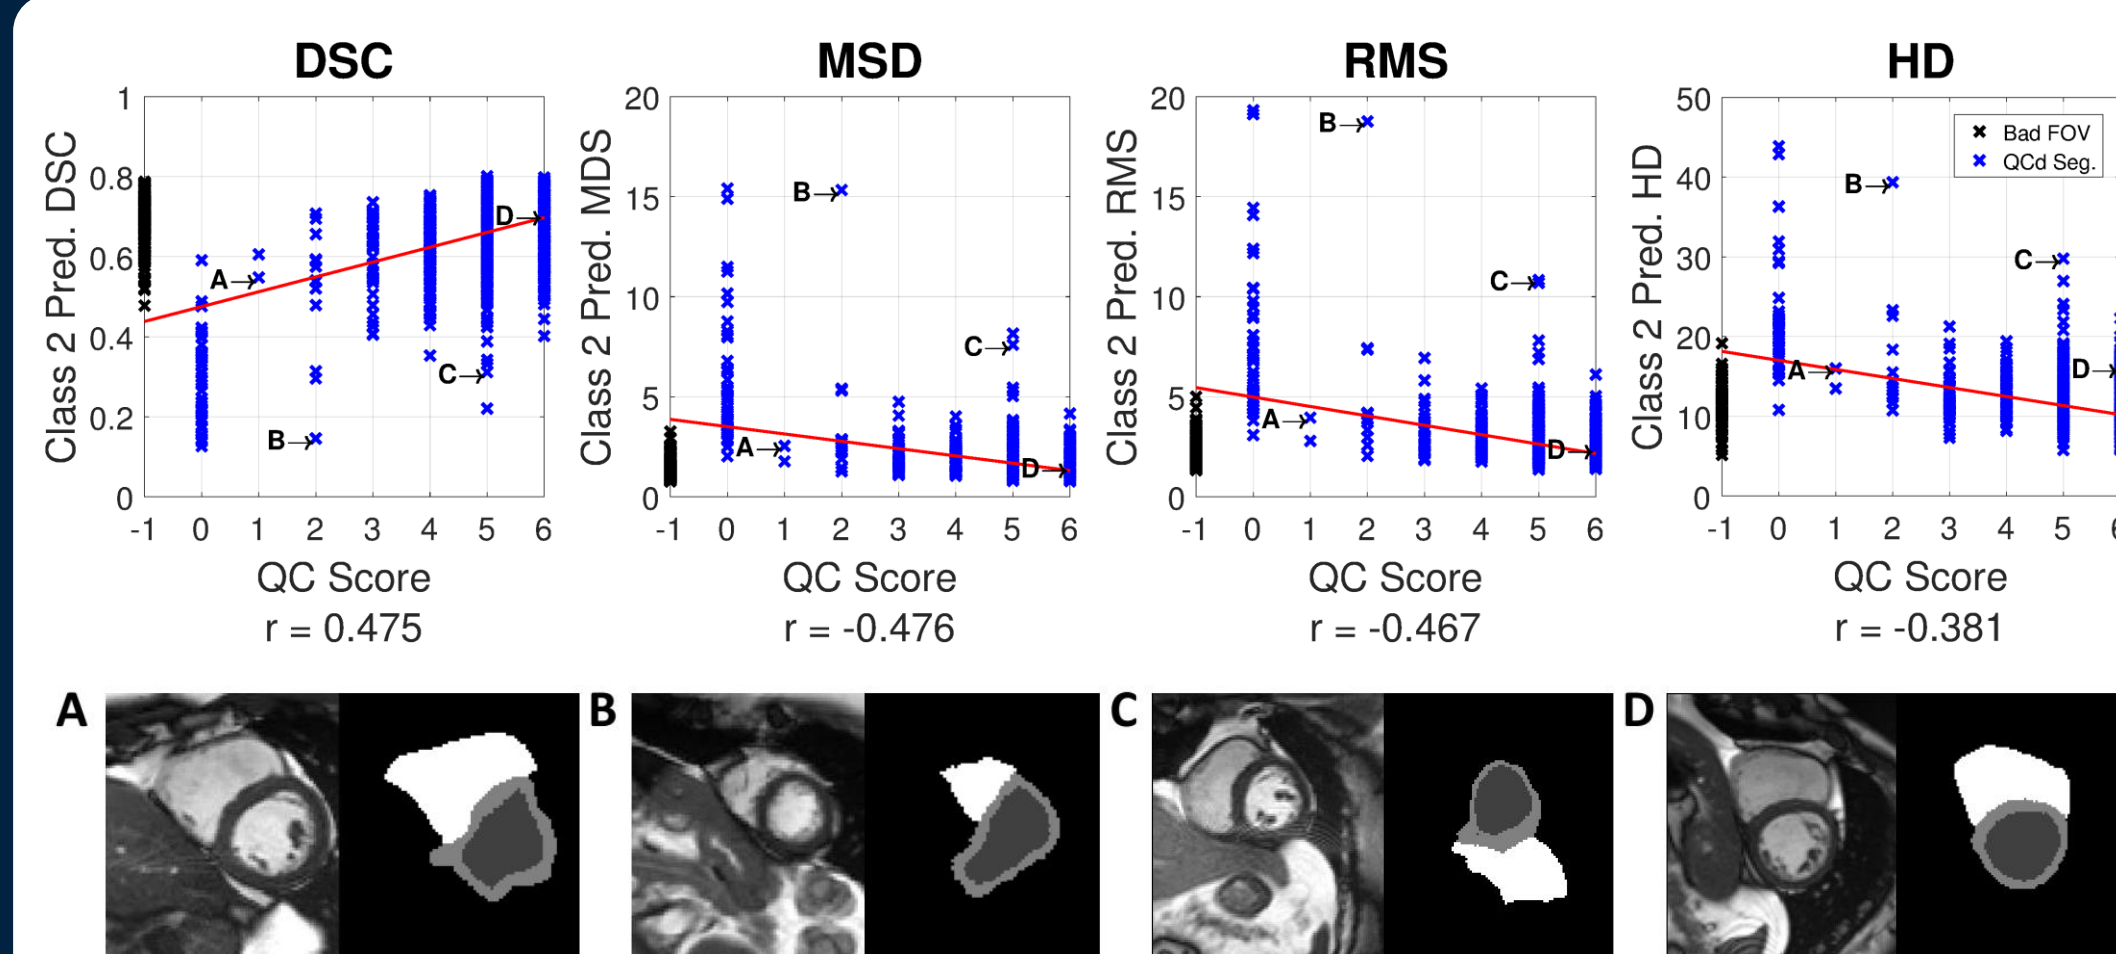 DSC
Class 2 Pred. DSC
1
0.8
0.6
0.4
0.2
0
A
B
C
D
-1 0 1 2 3 4 5 6
QC Score
r = 0.475
MSD
Class 2 Pred. MDS
20
15
10
5
0
A
B
C
D
-1 0 1 2 3 4 5 6
QC Score
r = -0.476
RMS
Class 2 Pred. RMS
20
15
10
5
0
A
B
C
D
-1 0 1 2 3 4 5 6
QC Score
r = -0.467
HD
Class 2 Pred. HD
50
40
30
20
10
0
Bad FOV
QCd Seg.
A
B
C
D
-1 0 1 2 3 4 5
QC Score
r = -0.381
A
B
C
D